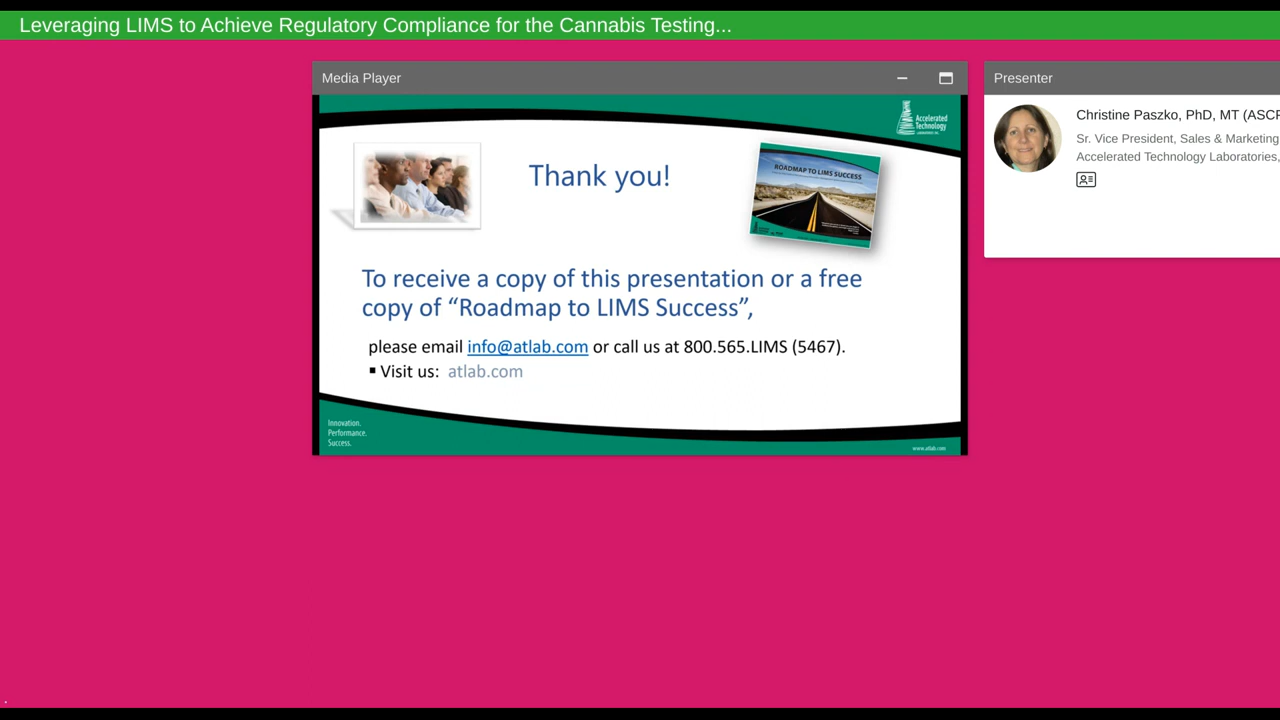 Leveraging LIMS to Achieve Regulatory Compliance for the Cannabis Testing...
Media Player
Presenter
Accelerated
Technology
LABORATORIES, INC.
Christine Paszko, PhD, MT (ASCP
Sr. Vice President, Sales & Marketing
Accelerated Technology Laboratories,
Thank you!
ROADMAP TO LIMS SUCCESS
To receive a copy of this presentation or a free
copy of “Roadmap to LIMS Success”,
please email info@atlab.com or call us at 800.565.LIMS (5467).
▪ Visit us: atlab.com
Innovation.
Performance.
Success.
www.atlab.com